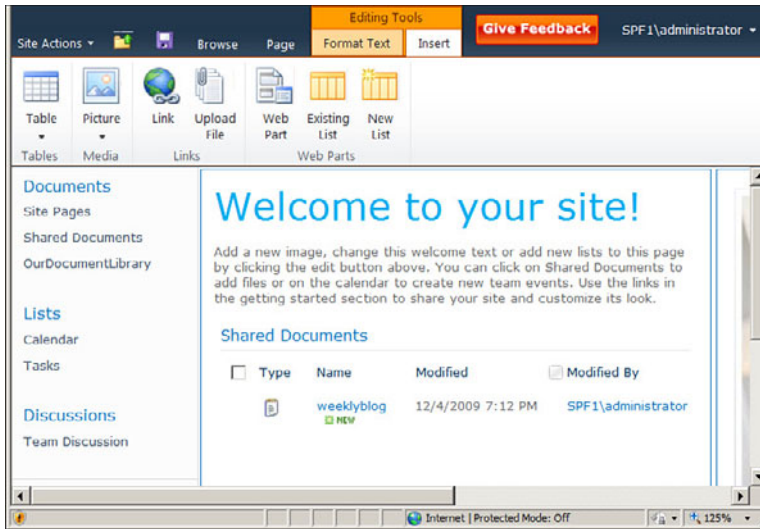 Editing Tools
Site Actions Browse Page Format Text Insert Give Feedback SPF1\administrator
Table Picture Link Upload File Web Part Existing List New List
Tables Media Links Web Parts
Documents
Site Pages
Shared Documents
OurDocumentLibrary
Lists
Calendar
Tasks
Discussions
Team Discussion
Welcome to your site!
Add a new image, change this welcome text or add new lists to this page
by clicking the edit button above. You can click on Shared Documents to
add files or on the calendar to create new team events. Use the links in
the getting started section to share your site and customize its look.
Shared Documents
Type Name Modified Modified By
weeklyblog 12/4/2009 7:12 PM SPF1\administrator
NEW
Internet | Protected Mode: Off 125%